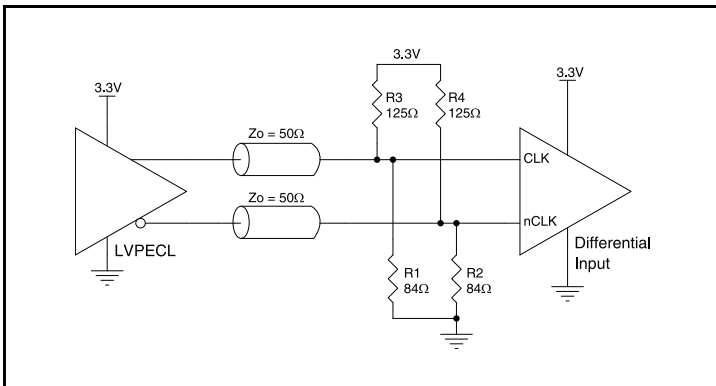 3.3V
3.3V
3.3V
R3
125Ω
R4
125Ω
Zo = 50Ω
CLK
Zo = 50Ω
nCLK
LVPECL
Differential
Input
R1
84Ω
R2
84Ω